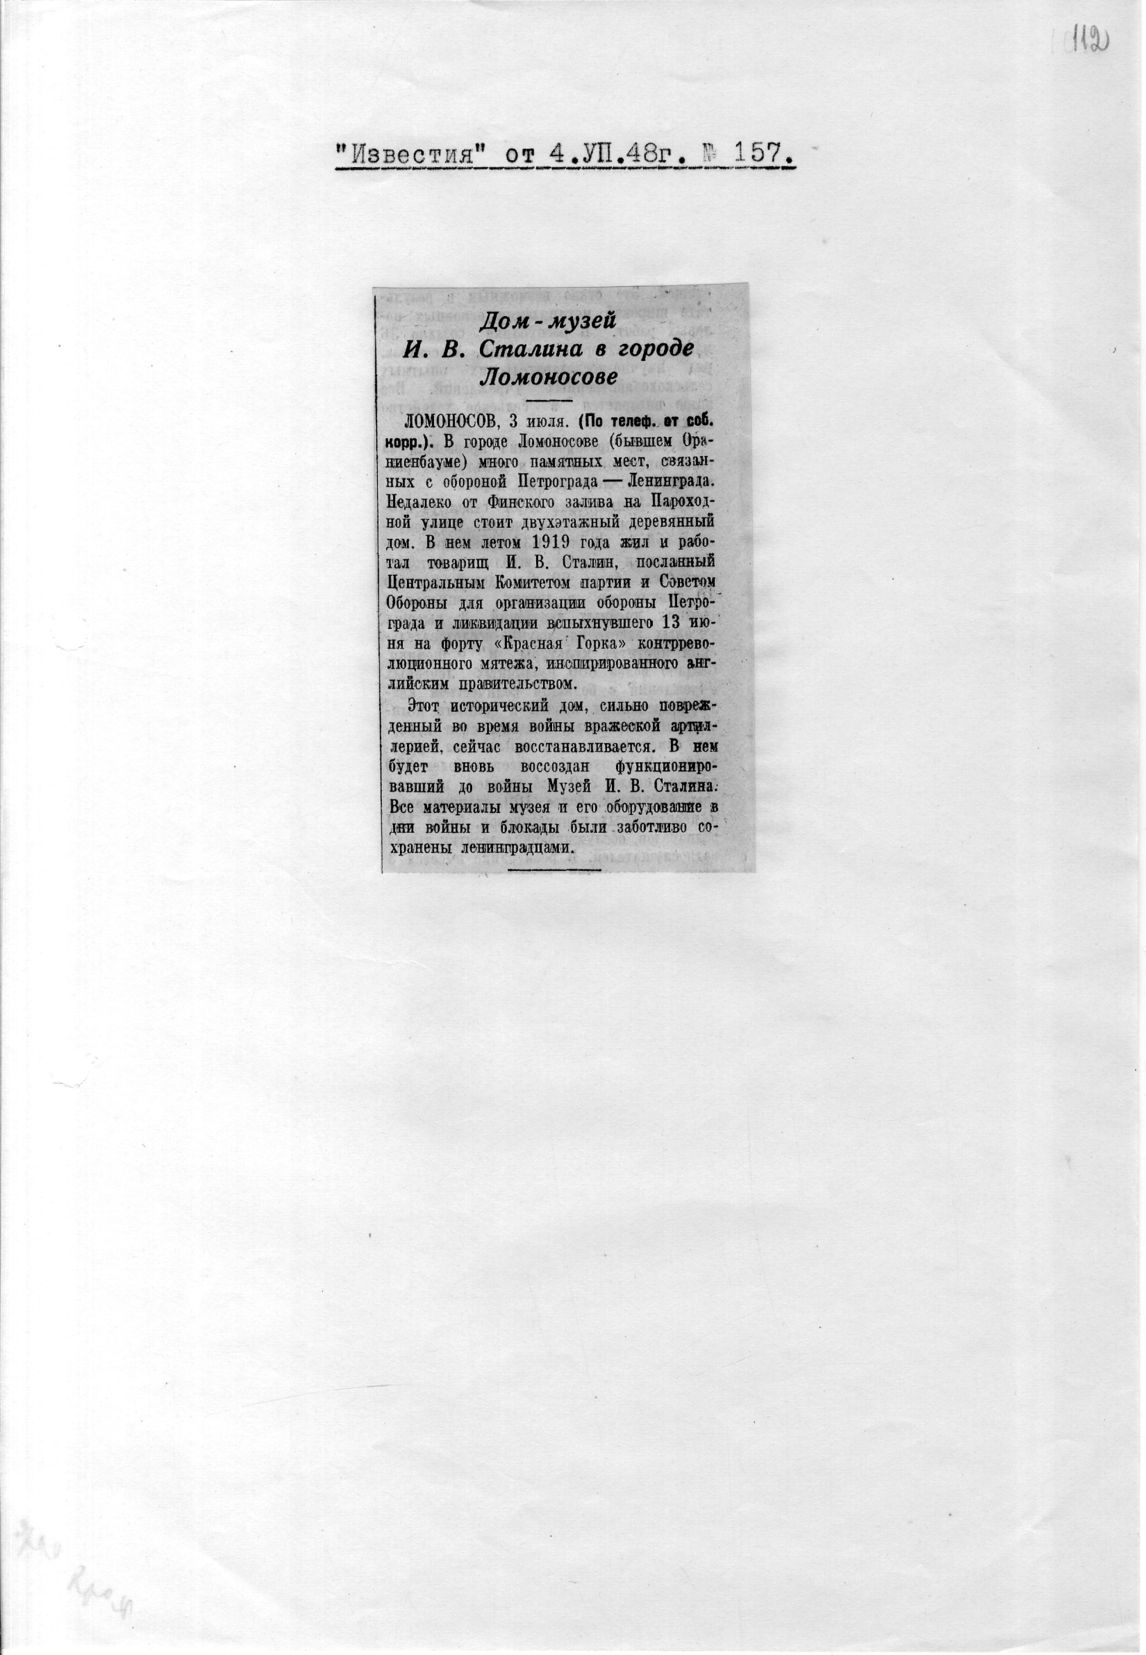 112
"Известия" от 4.УП.48г. № 157.
Дом-музей
И. В. Сталина в городе
Ломоносове
ЛОМОНОСОВ, 3 июля. (По телеф. от соб.
корр.). В городе Ломоносове (бывшем Ора-
ниенбауме) много памятных мест, связан-
ных с обороной Петрограда — Ленинграда.
Недалеко от Финского залива на Пароход-
ной улице стоит двухэтажный деревянный
дом. В нем летом 1919 года жил и рабо-
тал товарищ И. В. Сталин, посланный
Центральным Комитетом партии и Советом
Обороны для организации обороны Петро-
града и ликвидации вспыхнувшего 13 ию-
ня на форту «Красная Горка» контррево-
люционного мятежа, инспирированного анг-
лийским правительством.
Этот исторический дом, сильно повреж-
денный во время войны вражеской артил-
лерией, сейчас восстанавливается. В нем
будет вновь воссоздан функциониро-
вавший до войны Музей И. В. Сталина.
Все материалы музея и его оборудование в
дни войны и блокады были заботливо со-
хранены ленинградцами.